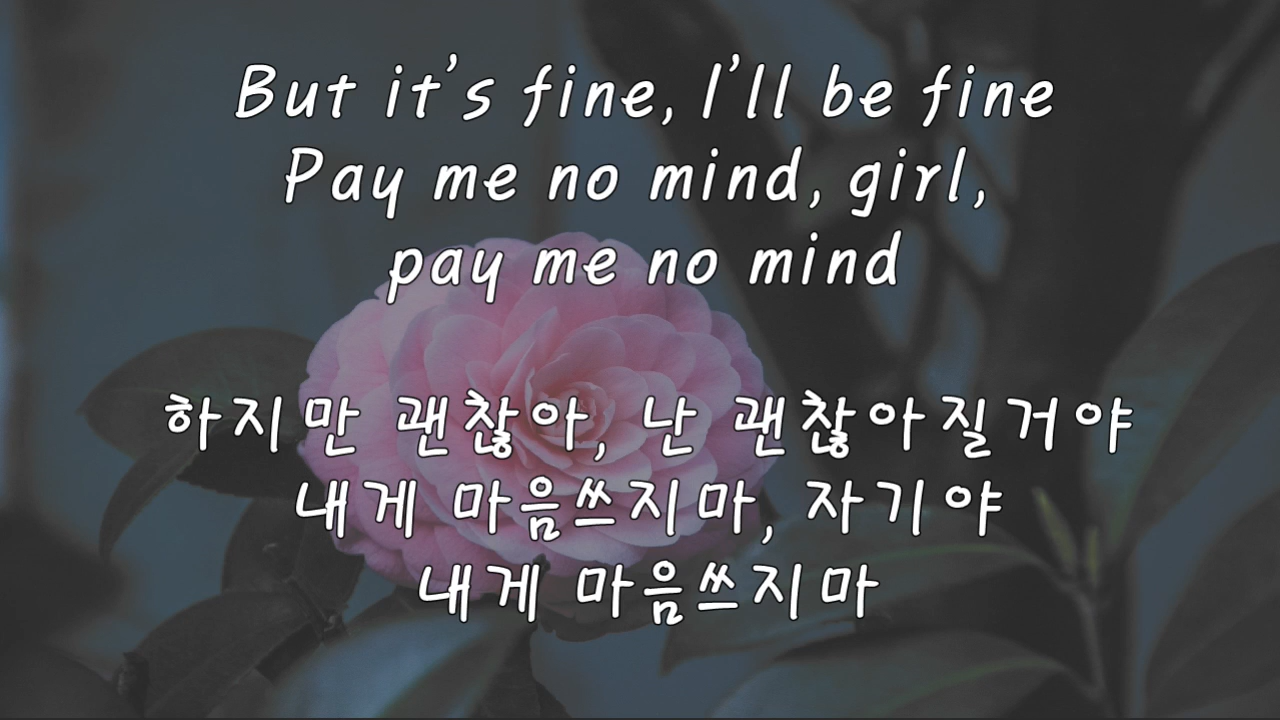 But it’s fine, I’ll be fine
Pay me no mind, girl,
pay me no mind
하지만 괜찮아, 난 괜찮아질거야
내게 마음쓰지마, 자기야
내게 마음쓰지마